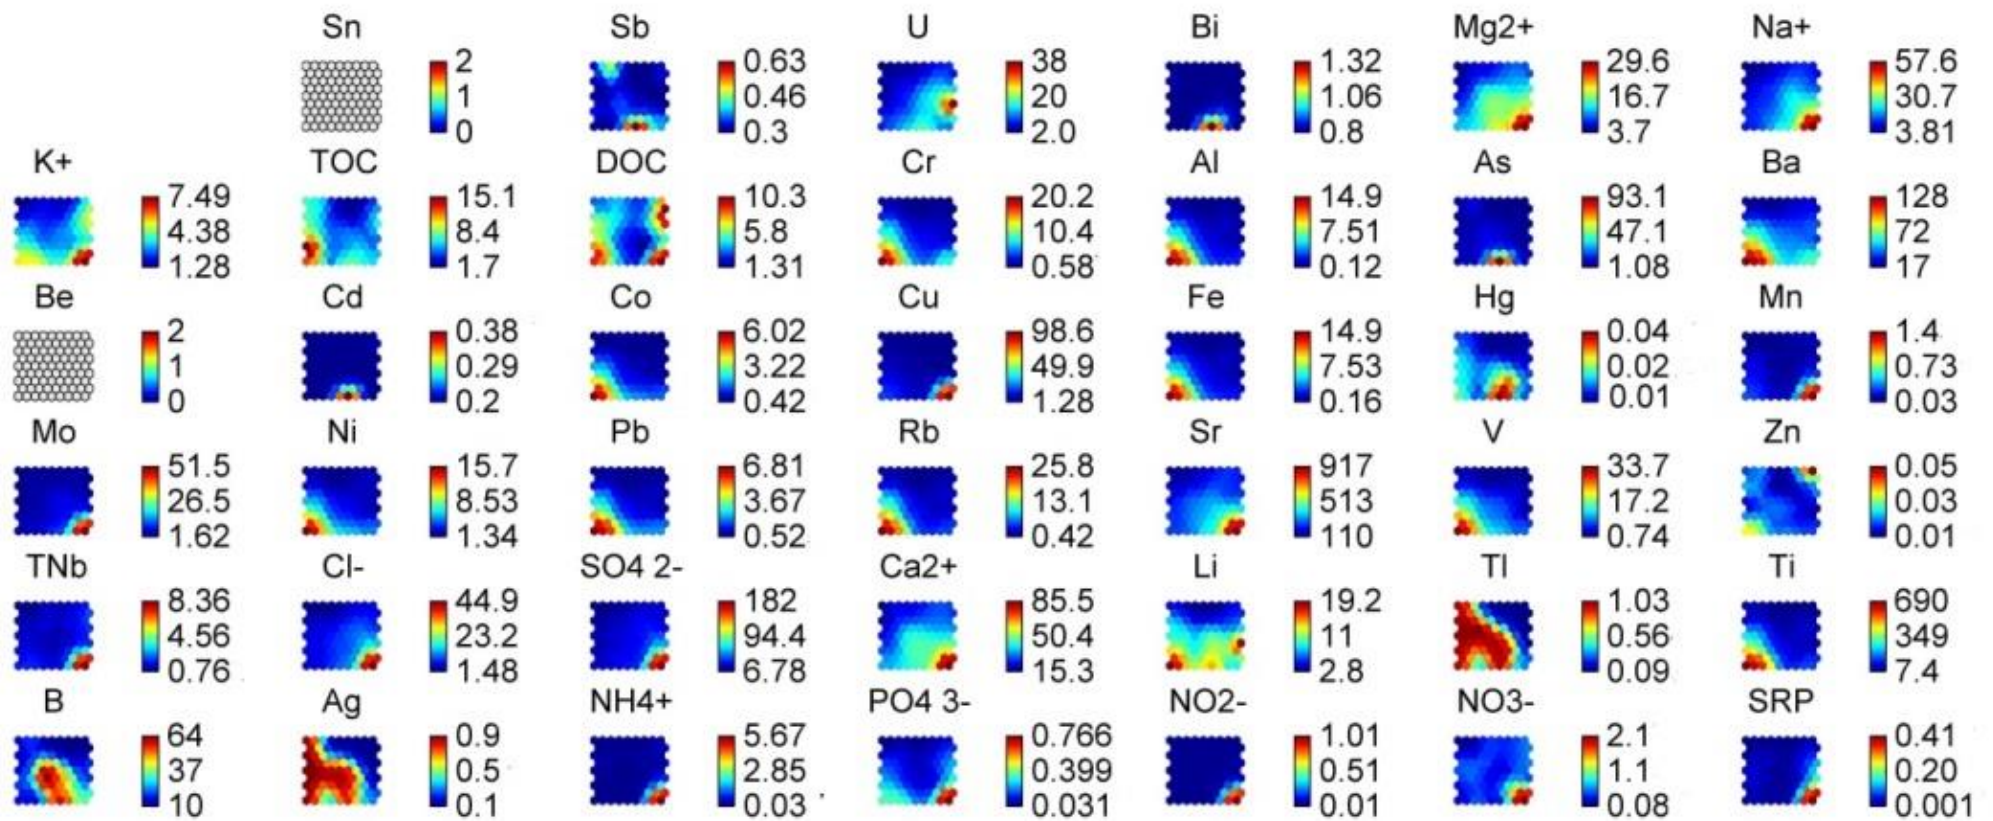 Sn Sb U Bi Mg2+ Na+
2 0.63 38 1.32 29.6 57.6
1 0.46 20 1.06 16.7 30.7
0 0.3 2.0 0.8 3.7 3.81
K+ TOC DOC Cr Al As Ba
7.49 15.1 10.3 20.2 14.9 93.1 128
4.38 8.4 5.8 10.4 7.51 47.1 72
1.28 1.7 1.31 0.58 0.12 1.08 17
Be Cd Co Cu Fe Hg Mn
2 0.38 6.02 98.6 14.9 0.04 1.4
1 0.29 3.22 49.9 7.53 0.02 0.73
0 0.2 0.42 1.28 0.16 0.01 0.03
Mo Ni Pb Rb Sr V Zn
51.5 15.7 6.81 25.8 917 33.7 0.05
26.5 8.53 3.67 13.1 513 17.2 0.03
1.62 1.34 0.52 0.42 110 0.74 0.01
TNb Cl- SO4 2- Ca2+ Li Tl Ti
8.36 44.9 182 85.5 19.2 1.03 690
4.56 23.2 94.4 50.4 11 0.56 349
0.76 1.48 6.78 15.3 2.8 0.09 7.4
B Ag NH4+ PO4 3- NO2- NO3- SRP
64 0.9 5.67 0.766 1.01 2.1 0.41
37 0.5 2.85 0.399 0.51 1.1 0.20
10 0.1 0.03 0.031 0.01 0.08 0.001